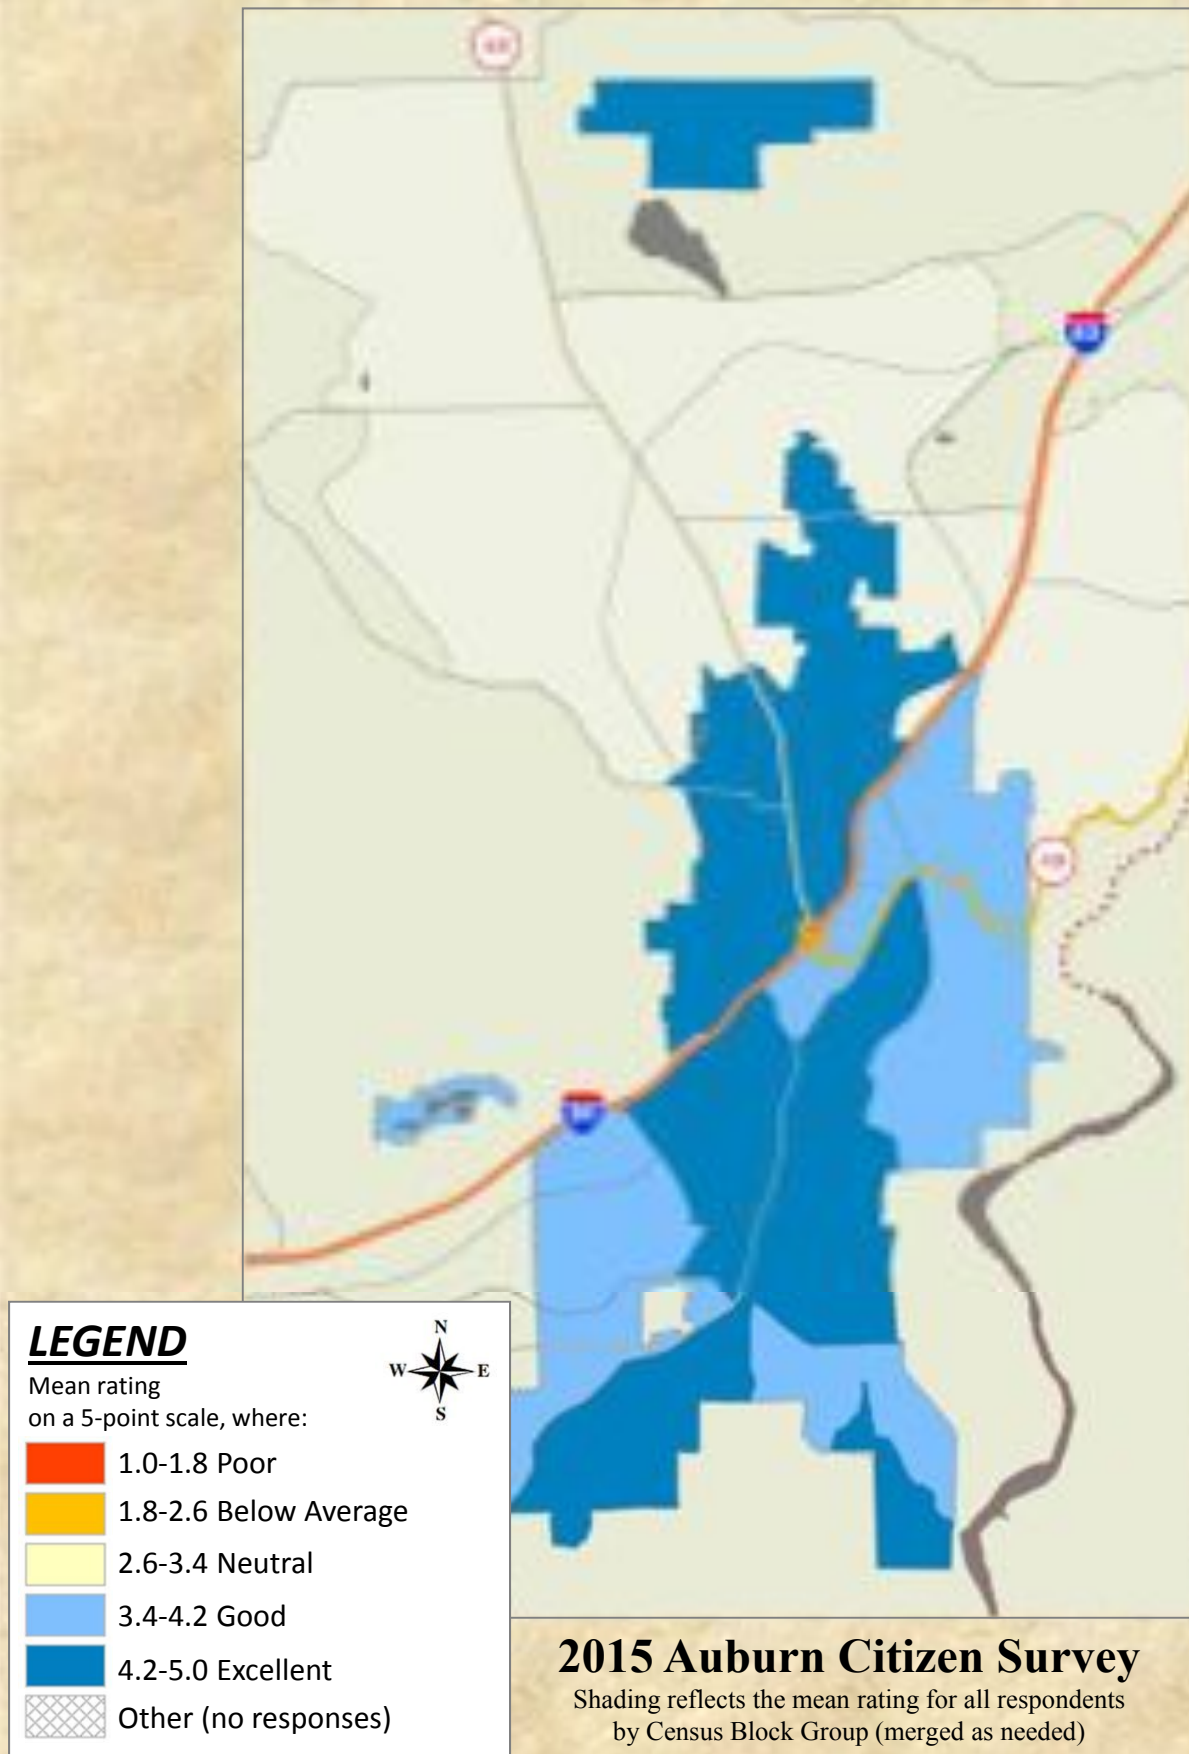 LEGEND
Mean rating
on a 5-point scale, where:
N
W E
S
1.0-1.8 Poor
1.8-2.6 Below Average
2.6-3.4 Neutral
3.4-4.2 Good
4.2-5.0 Excellent
Other (no responses)
2015 Auburn Citizen Survey
Shading reflects the mean rating for all respondents
by Census Block Group (merged as needed)